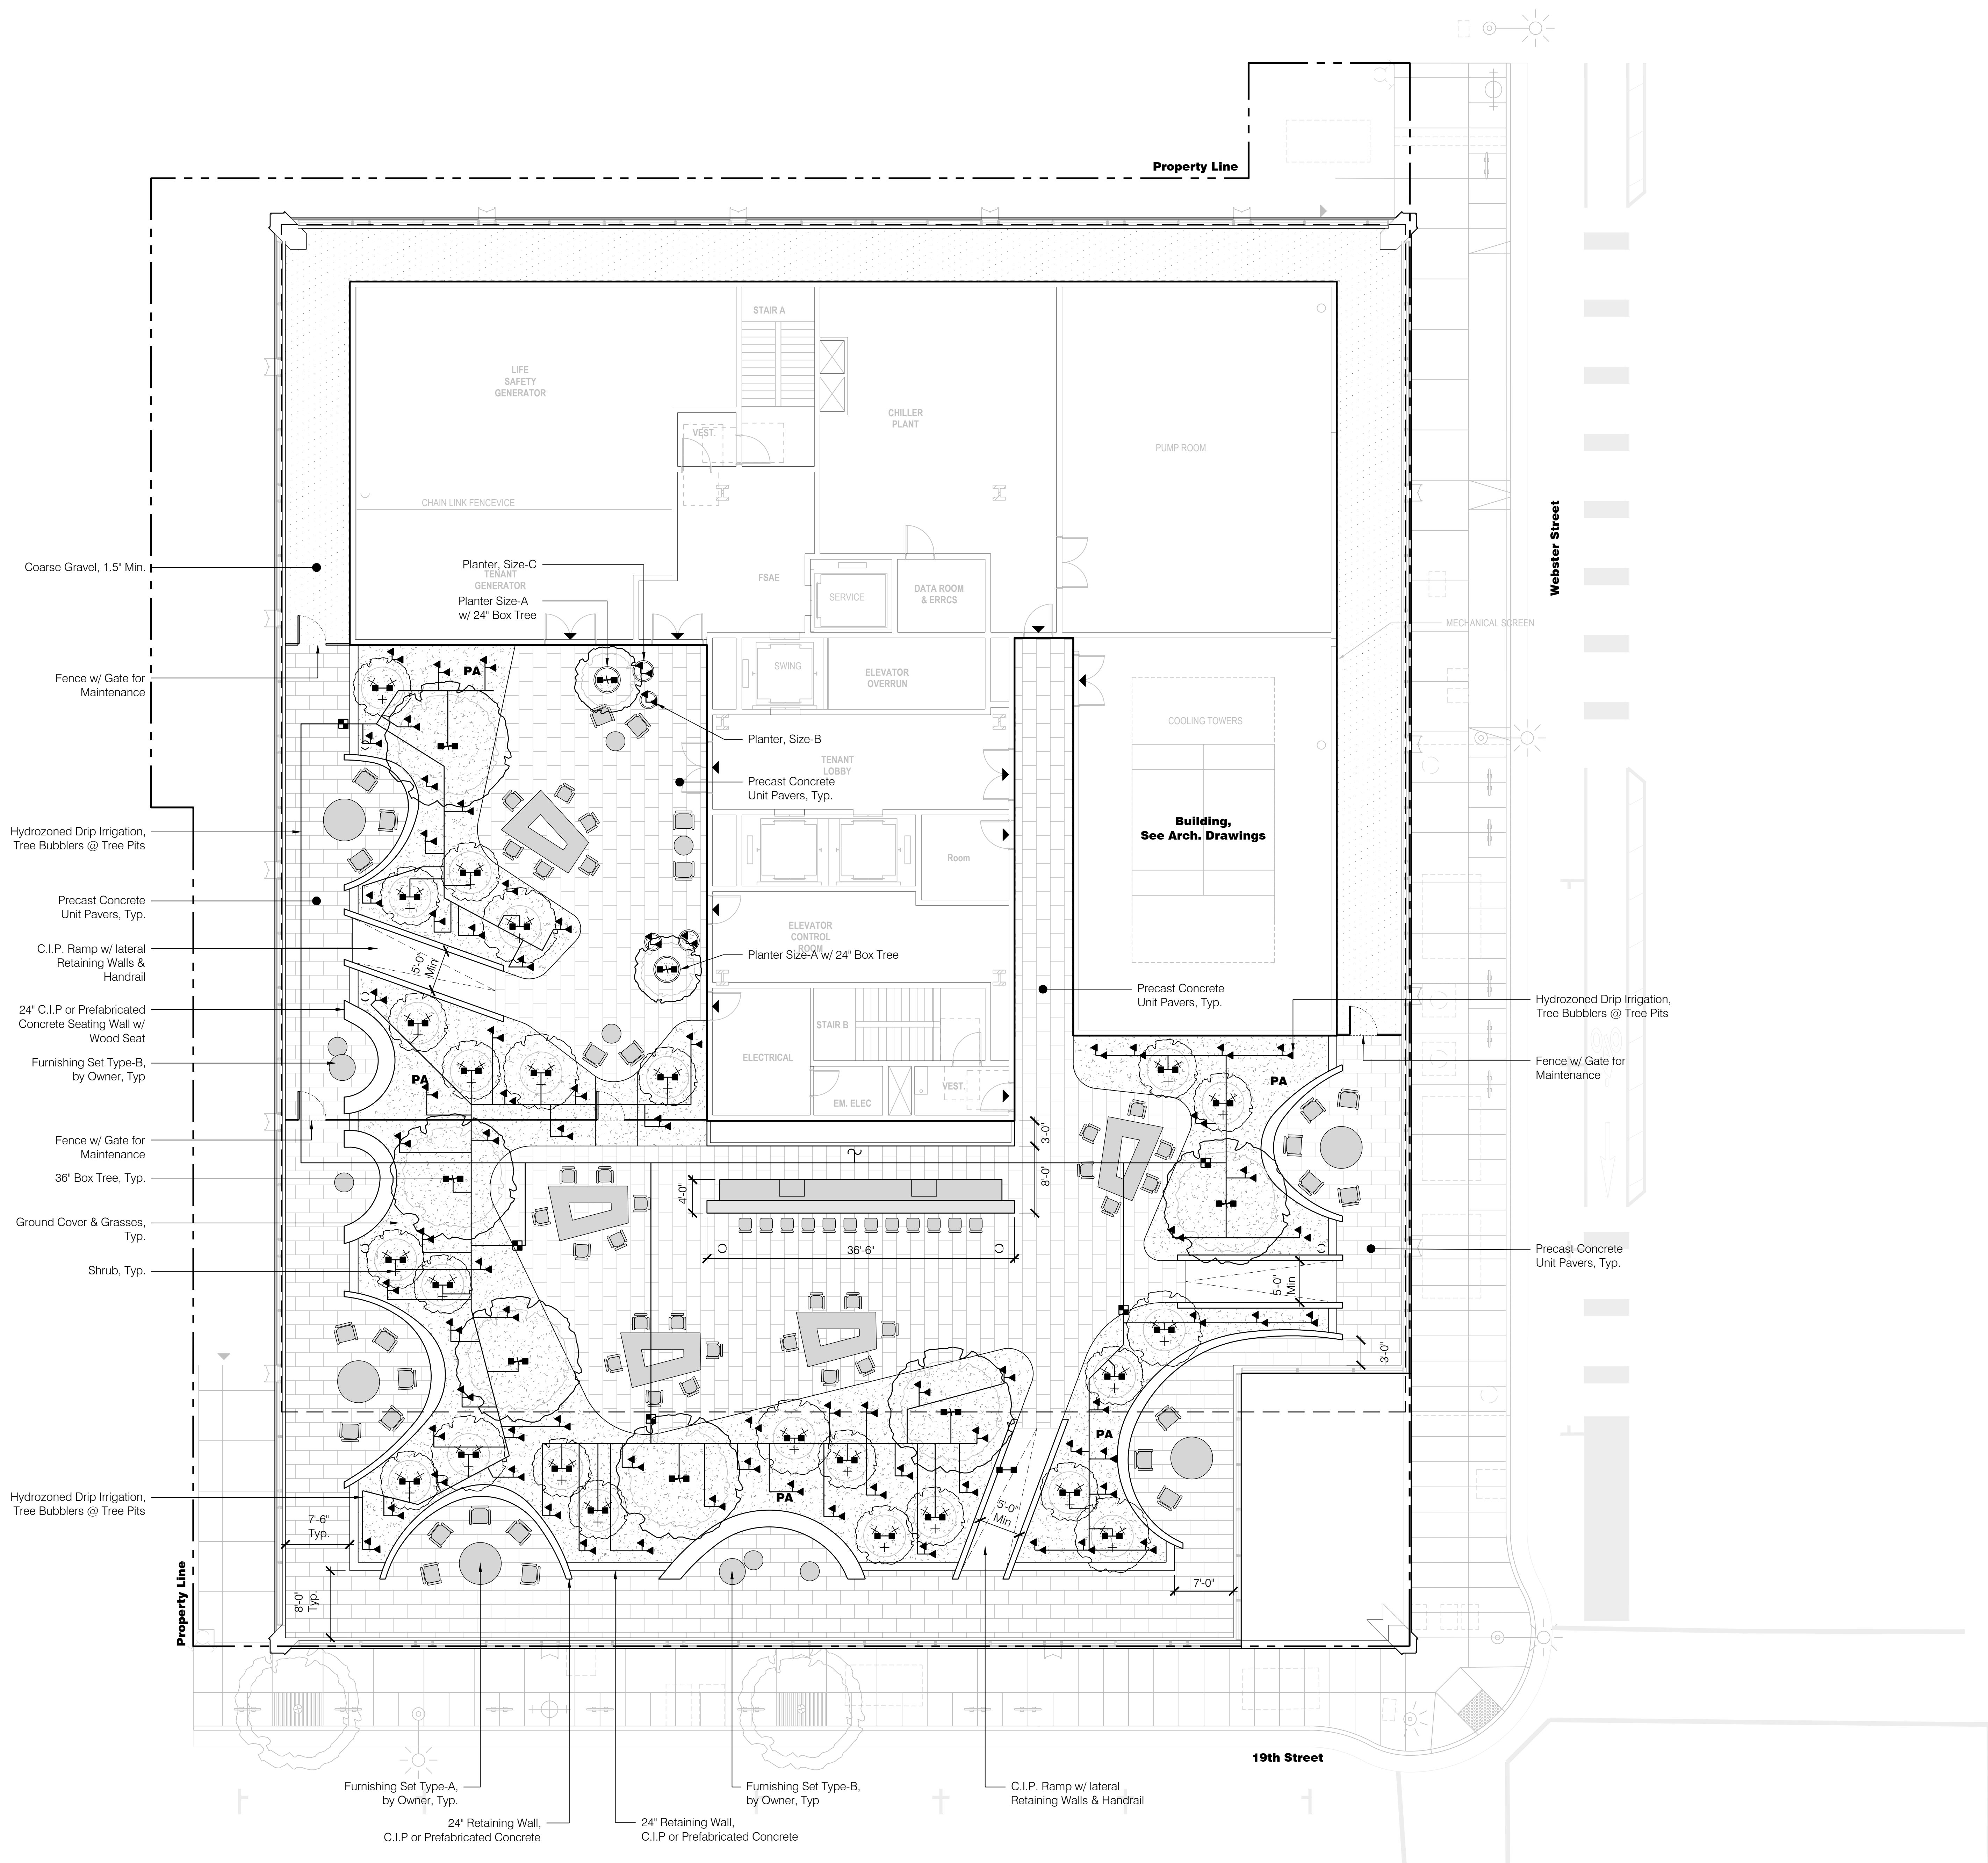 Property Line
STAIR A
LIFE
SAFETY
GENERATOR
CHILLER
PLANT
VEST.
PUMP ROOM
CHAIN LINK FENCEVICE
Webster Street
Coarse Gravel, 1.5" Min.
Planter, Size-C
TENANT
GENERATOR
FSAE
SERVICE
DATA ROOM
& ERRCS
Planter Size-A
w/ 24" Box Tree
MECHANICAL SCREEN
Fence w/ Gate for
Maintenance
PA
SWING
ELEVATOR
OVERRUN
COOLING TOWERS
Planter, Size-B
TENANT
LOBBY
Precast Concrete
Unit Pavers, Typ.
Building,
See Arch. Drawings
Hydrozoned Drip Irrigation,
Tree Bubblers @ Tree Pits
Room
Precast Concrete
Unit Pavers, Typ.
ELEVATOR
CONTROL
ROOM
C.I.P. Ramp w/ lateral
Retaining Walls &
Handrail
5'-0"
Min
Planter Size-A w/ 24" Box Tree
Precast Concrete
Unit Pavers, Typ.
Hydrozoned Drip Irrigation,
Tree Bubblers @ Tree Pits
24" C.I.P or Prefabricated
Concrete Seating Wall w/
Wood Seat
STAIR B
ELECTRICAL
Furnishing Set Type-B,
by Owner, Typ
PA
VEST.
EM. ELEC
PA
Fence w/ Gate for
Maintenance
Fence w/ Gate for
Maintenance
3'-0"
36" Box Tree, Typ.
4'-0"
8'-0"
Ground Cover & Grasses,
Typ.
36'-6"
Precast Concrete
Unit Pavers, Typ.
Shrub, Typ.
5'-0"
Min
3'-0"
PA
Hydrozoned Drip Irrigation,
Tree Bubblers @ Tree Pits
PA
5'-0"
Min
7'-6"
Typ.
Property Line
8'-0"
Typ.
7'-0"
19th Street
Furnishing Set Type-A,
by Owner, Typ.
Furnishing Set Type-B,
by Owner, Typ
C.I.P. Ramp w/ lateral
Retaining Walls & Handrail
24" Retaining Wall,
C.I.P or Prefabricated Concrete
24" Retaining Wall,
C.I.P or Prefabricated Concrete